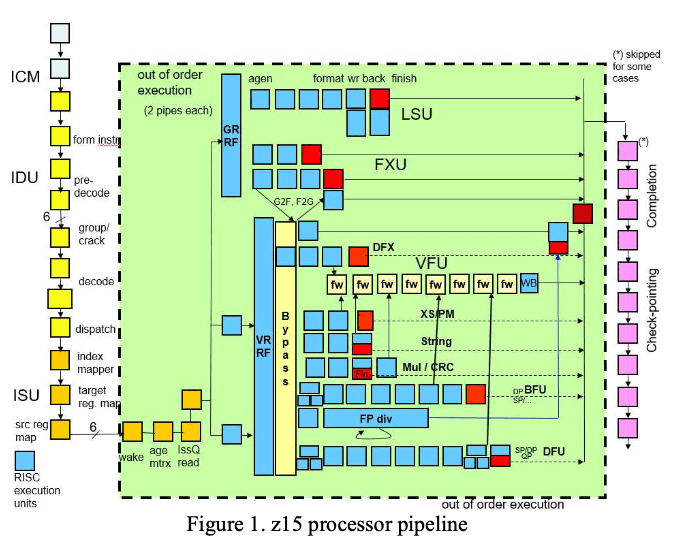 ICM
IDU
ISU
form instr
pre-
decode
6
group/
crack
decode
dispatch
index
mapper
target
reg. map
src reg
map
6
RISC
execution
units
wake
age
mtrx
IssQ
read
out of order
execution
(2 pipes each)
GR
RF
VR
RF
Bypass
agen
format wr back finish
LSU
FXU
G2F, F2G
DFX
VFU
fw
fw
fw
fw
fw
fw
fw
fw
WB
XS/PM
String
Mul / CRC
DP
SP/...
BFU
FP div
SP/DP
QP
DFU
out of order execution
(*) skipped
for some
cases
(*)
Completion
Check-pointing
Figure 1. z15 processor pipeline